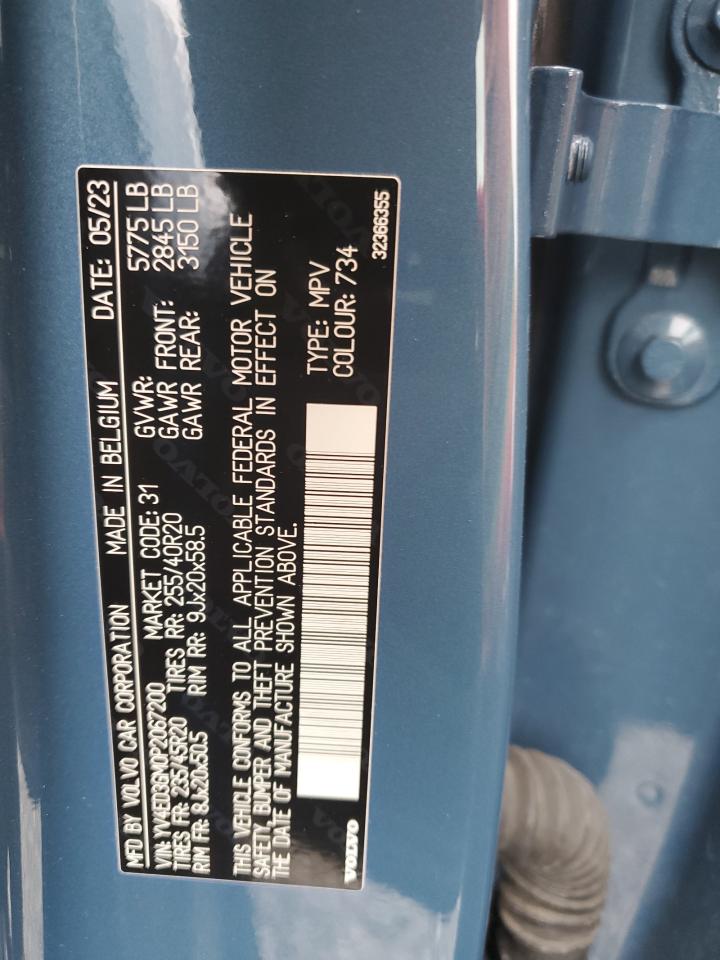 MFD BY VOLVO CAR CORPORATION MADE IN BELGIUM DATE: 05/23
VIN: YV4ED3GM0P2067200 MARKET CODE: 31 GVWR: 5775 LB
TIRES FR: 235/45R20 TIRES RR: 255/40R20 GAWR FRONT: 2845 LB
RIM FR: 8Jx20x50.5 RIM RR: 9Jx20x58.5 GAWR REAR: 3150 LB
THIS VEHICLE CONFORMS TO ALL APPLICABLE FEDERAL MOTOR VEHICLE
SAFETY, BUMPER AND THEFT PREVENTION STANDARDS IN EFFECT ON
THE DATE OF MANUFACTURE SHOWN ABOVE.
TYPE: MPV
COLOUR: 734
VOLVO
32366355